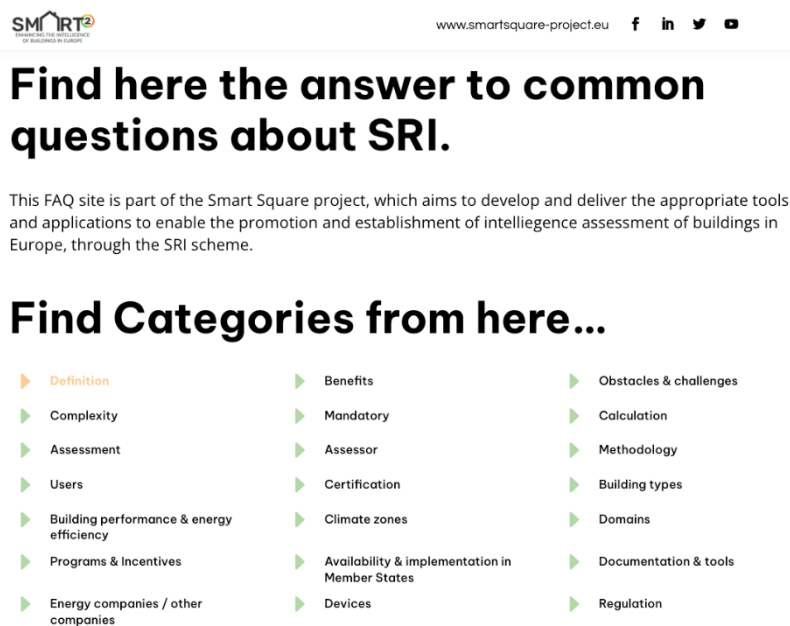 SMART2
ENHANCING THE INTELLIGENCE
OF BUILDINGS IN EUROPE
www.smartsquare-project.eu
Find here the answer to common
questions about SRI.
This FAQ site is part of the Smart Square project, which aims to develop and deliver the appropriate tools
and applications to enable the promotion and establishment of intelliegence assessment of buildings in
Europe, through the SRI scheme.
Find Categories from here...
Definition
Benefits
Obstacles & challenges
Complexity
Mandatory
Calculation
Assessment
Assessor
Methodology
Users
Certification
Building types
Building performance & energy
efficiency
Climate zones
Domains
Programs & Incentives
Availability & implementation in
Member States
Documentation & tools
Energy companies / other
companies
Devices
Regulation